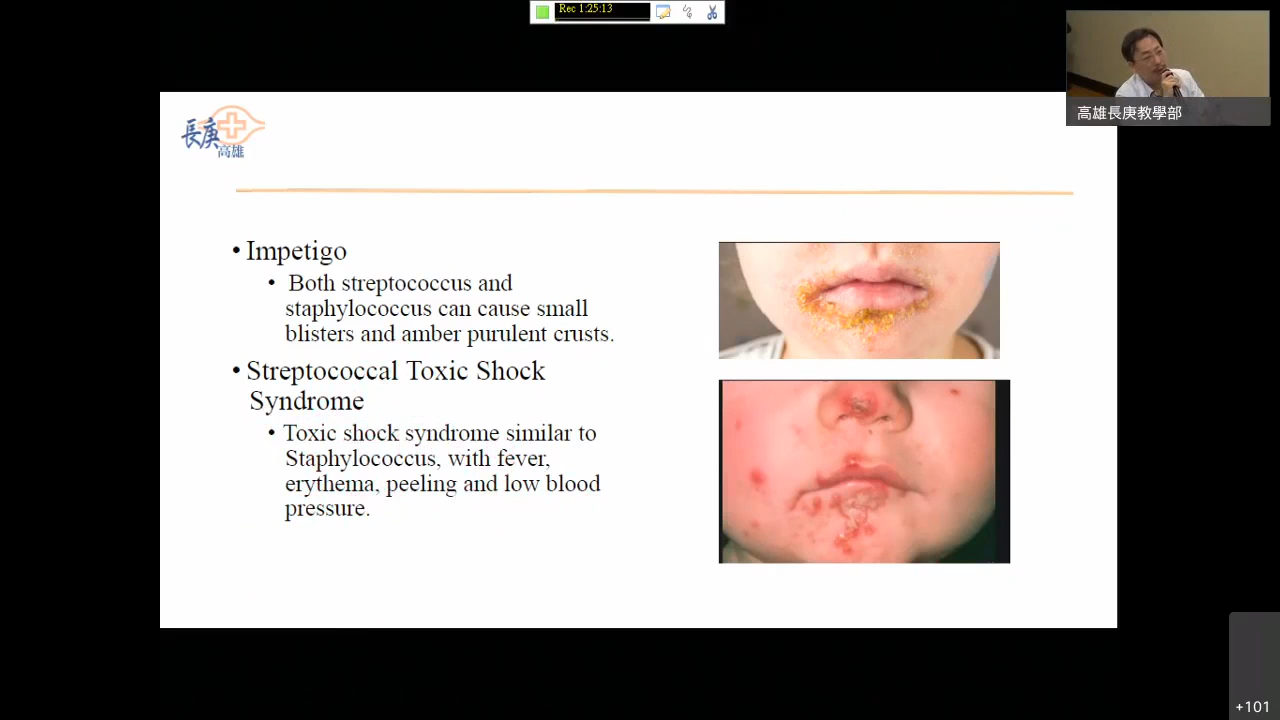 Rec 1:25:13
高雄長庚教學部
長庚
高雄
• Impetigo
• Both streptococcus and
staphylococcus can cause small
blisters and amber purulent crusts.
• Streptococcal Toxic Shock
Syndrome
• Toxic shock syndrome similar to
Staphylococcus, with fever,
erythema, peeling and low blood
pressure.
+101